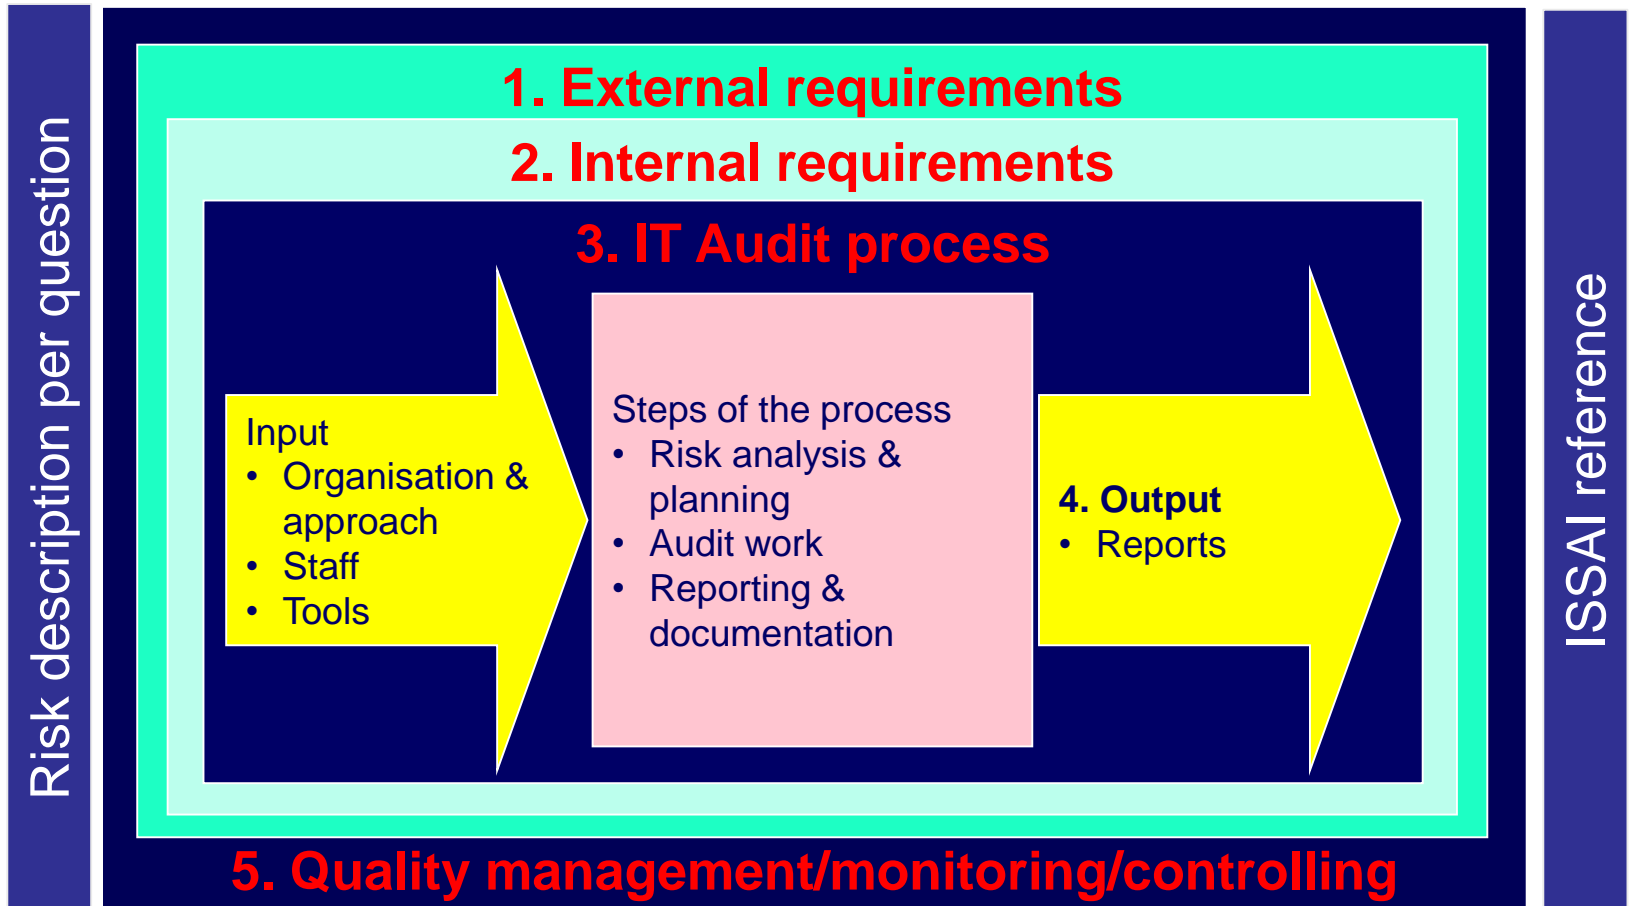 Risk description per question
1. External requirements
2. Internal requirements
3. IT Audit process
Input
• Organisation &
approach
• Staff
• Tools
Steps of the process
• Risk analysis &
planning
• Audit work
• Reporting &
documentation
4. Output
• Reports
5. Quality management/monitoring/controlling
ISSAI reference